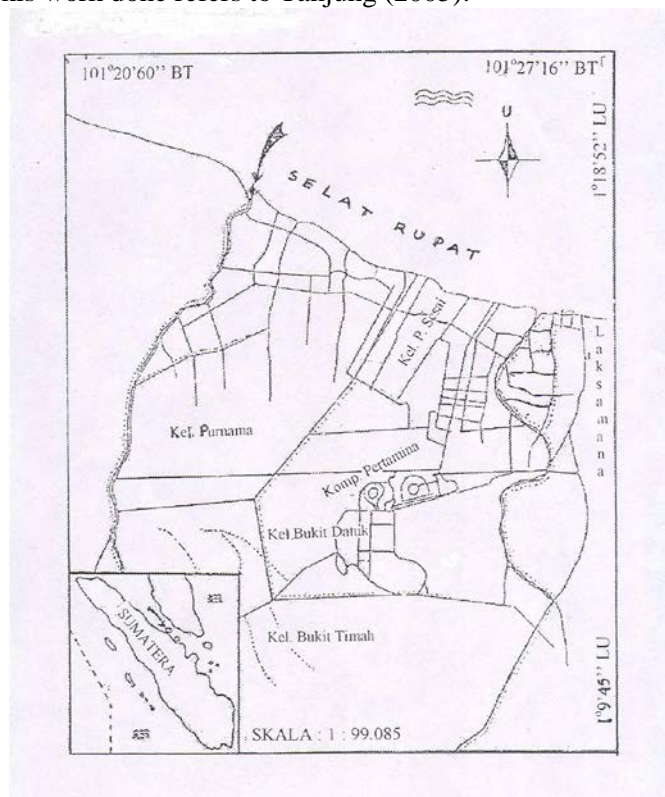 101°20'60'' BT
101°27'16'' BT
1°18'52'' LU
U
SELAT RUPAT
Kel. P. Sesai
Laksamana
Kel. Purnama
Komp. Pertamina
Kel.Bukit Datuk
SUMATERA
Kel. Bukit Timah
1°9'45'' LU
SKALA : 1 : 99.085